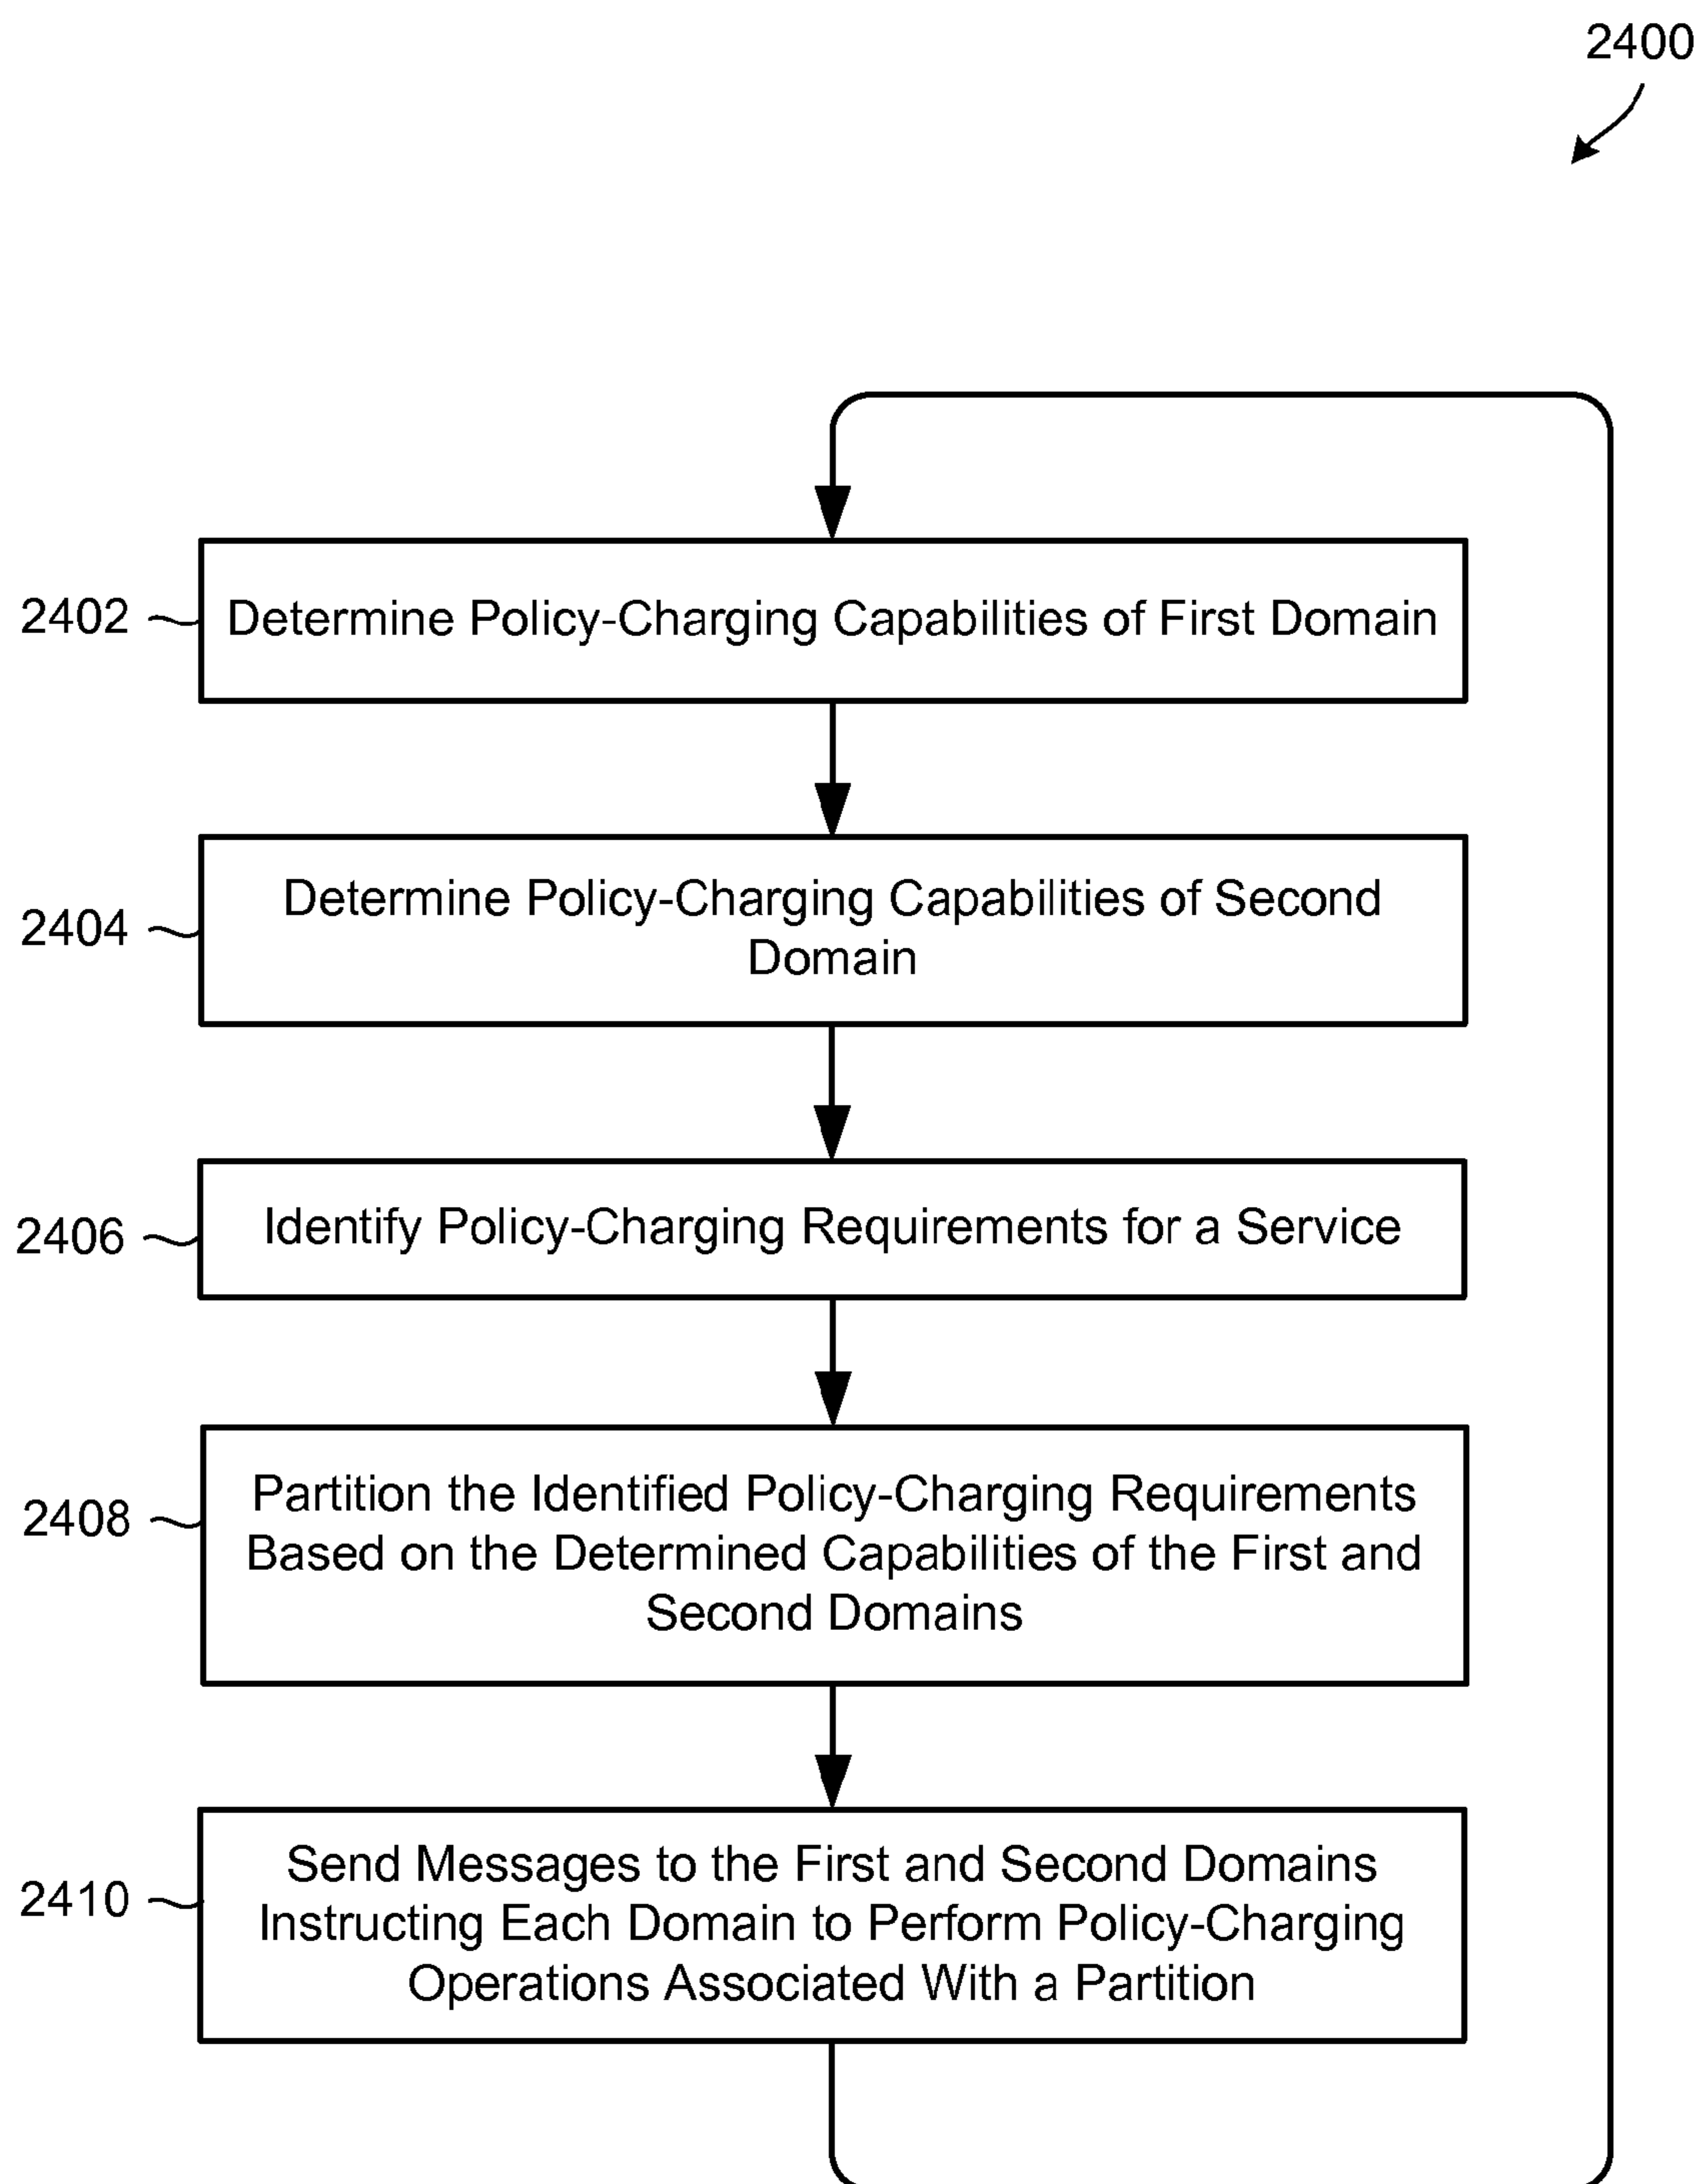 2400
2402
Determine Policy-Charging Capabilities of First Domain
2404
Determine Policy-Charging Capabilities of Second
Domain
2406
Identify Policy-Charging Requirements for a Service
2408
Partition the Identified Policy-Charging Requirements
Based on the Determined Capabilities of the First and
Second Domains
2410
Send Messages to the First and Second Domains
Instructing Each Domain to Perform Policy-Charging
Operations Associated With a Partition